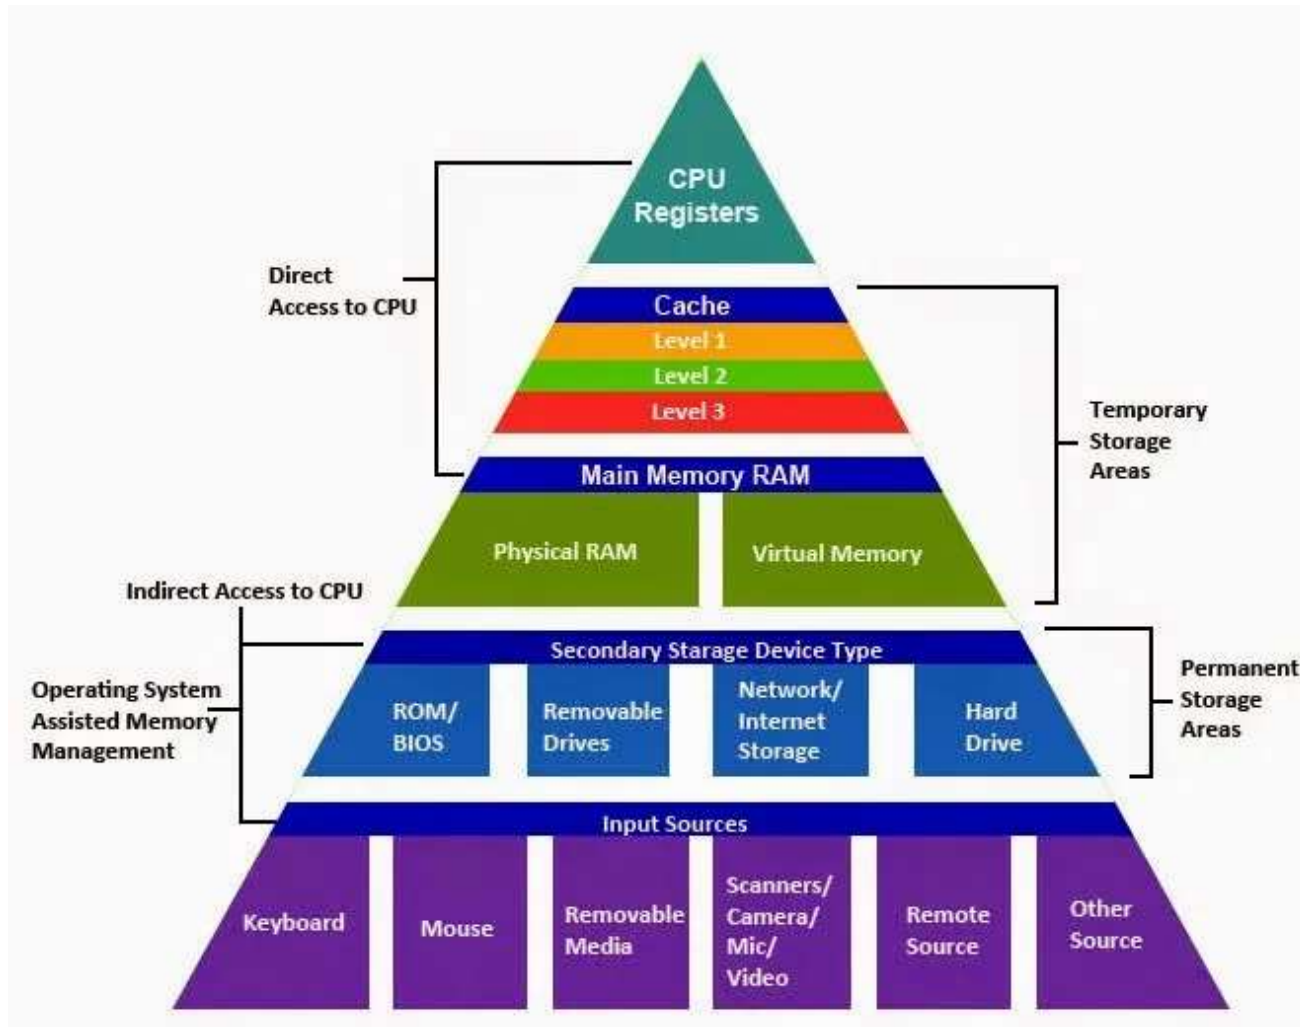 CPU
Registers
Direct
Access to CPU
Cache
Level 1
Level 2
Level 3
Temporary
Storage
Areas
Main Memory RAM
Physical RAM
Virtual Memory
Indirect Access to CPU
Operating System
Assisted Memory
Management
Secondary Starage Device Type
ROM/
BIOS
Removable
Drives
Network/
Internet
Storage
Hard
Drive
Permanent
Storage
Areas
Input Sources
Keyboard
Mouse
Removable
Media
Scanners/
Camera/
Mic/
Video
Remote
Source
Other
Source